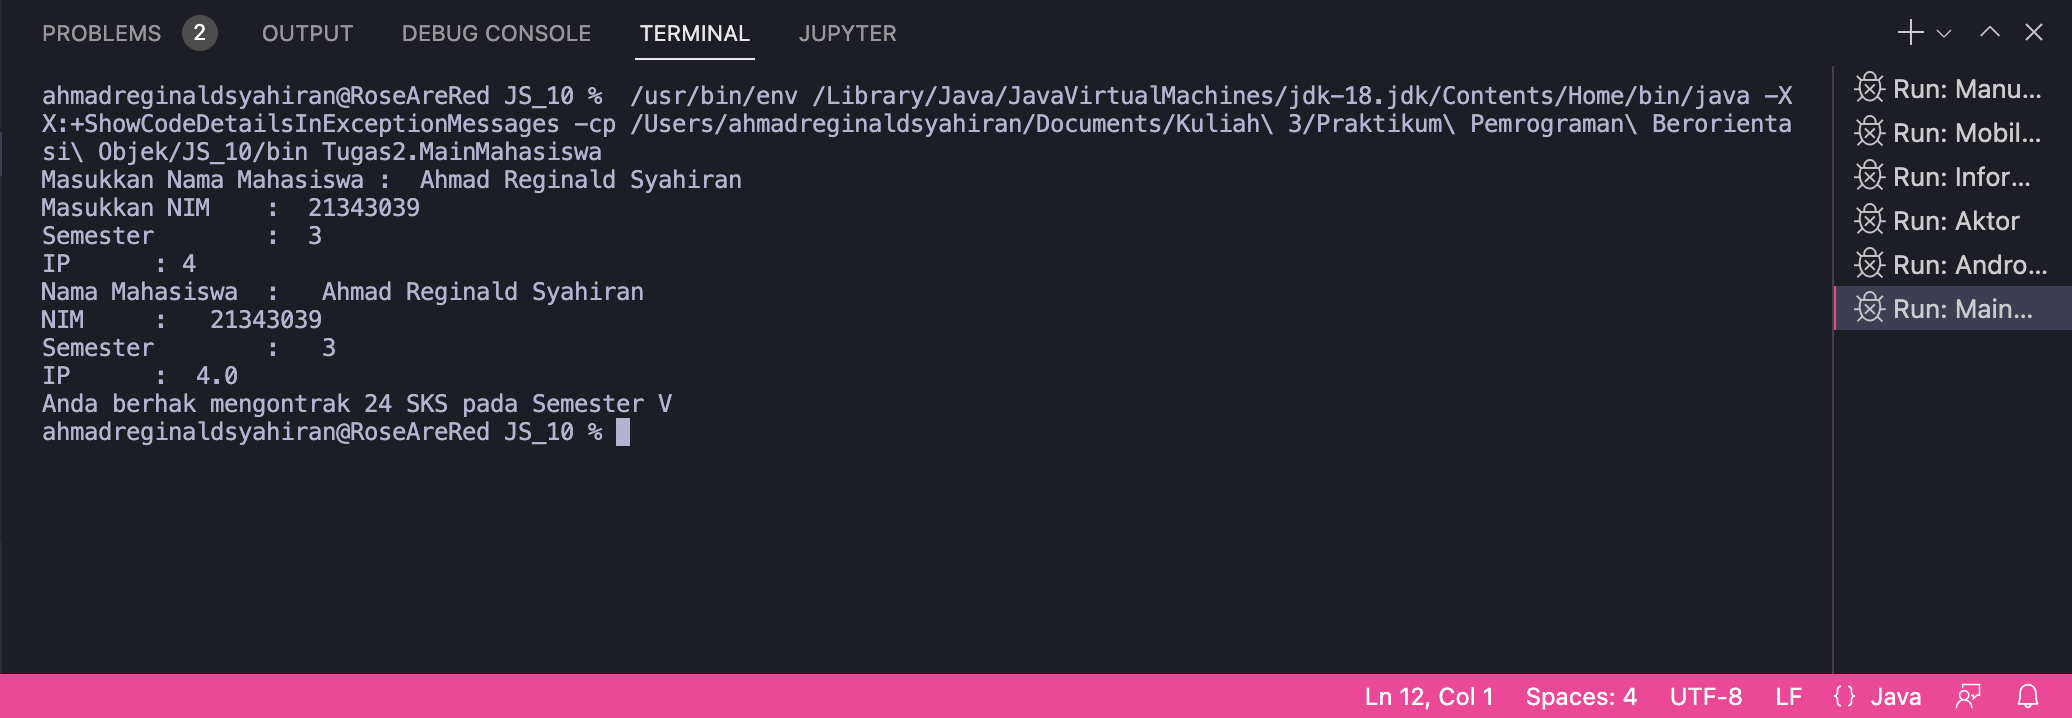 PROBLEMS 2 OUTPUT DEBUG CONSOLE TERMINAL JUPYTER
ahmadreginaldsyahiran@RoseAreRed JS_10 %  /usr/bin/env /Library/Java/JavaVirtualMachines/jdk-18.jdk/Contents/Home/bin/java -X
X:+ShowCodeDetailsInExceptionMessages -cp /Users/ahmadreginaldsyahiran/Documents/Kuliah\ 3/Praktikum\ Pemrograman\ Berorienta
si\ Objek/JS_10/bin Tugas2.MainMahasiswa
Masukkan Nama Mahasiswa :  Ahmad Reginald Syahiran
Masukkan NIM    :  21343039
Semester        :  3
IP      : 4
Nama Mahasiswa  :   Ahmad Reginald Syahiran
NIM     :   21343039
Semester        :   3
IP      :  4.0
Anda berhak mengontrak 24 SKS pada Semester V
ahmadreginaldsyahiran@RoseAreRed JS_10 %
Run: Manu...
Run: Mobil...
Run: Infor...
Run: Aktor
Run: Andro...
Run: Main...
Ln 12, Col 1 Spaces: 4 UTF-8 LF {} Java